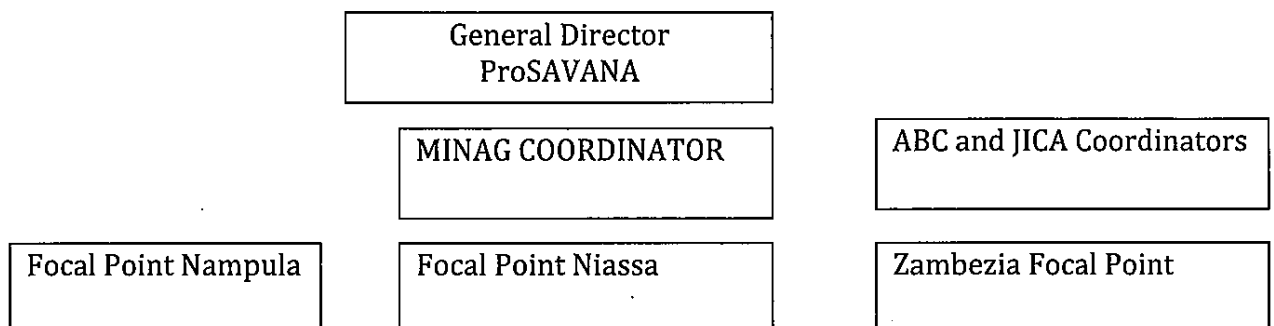 General Director
ProSAVANA
MINAG COORDINATOR
ABC and JICA Coordinators
Focal Point Nampula
Focal Point Niassa
Zambezia Focal Point